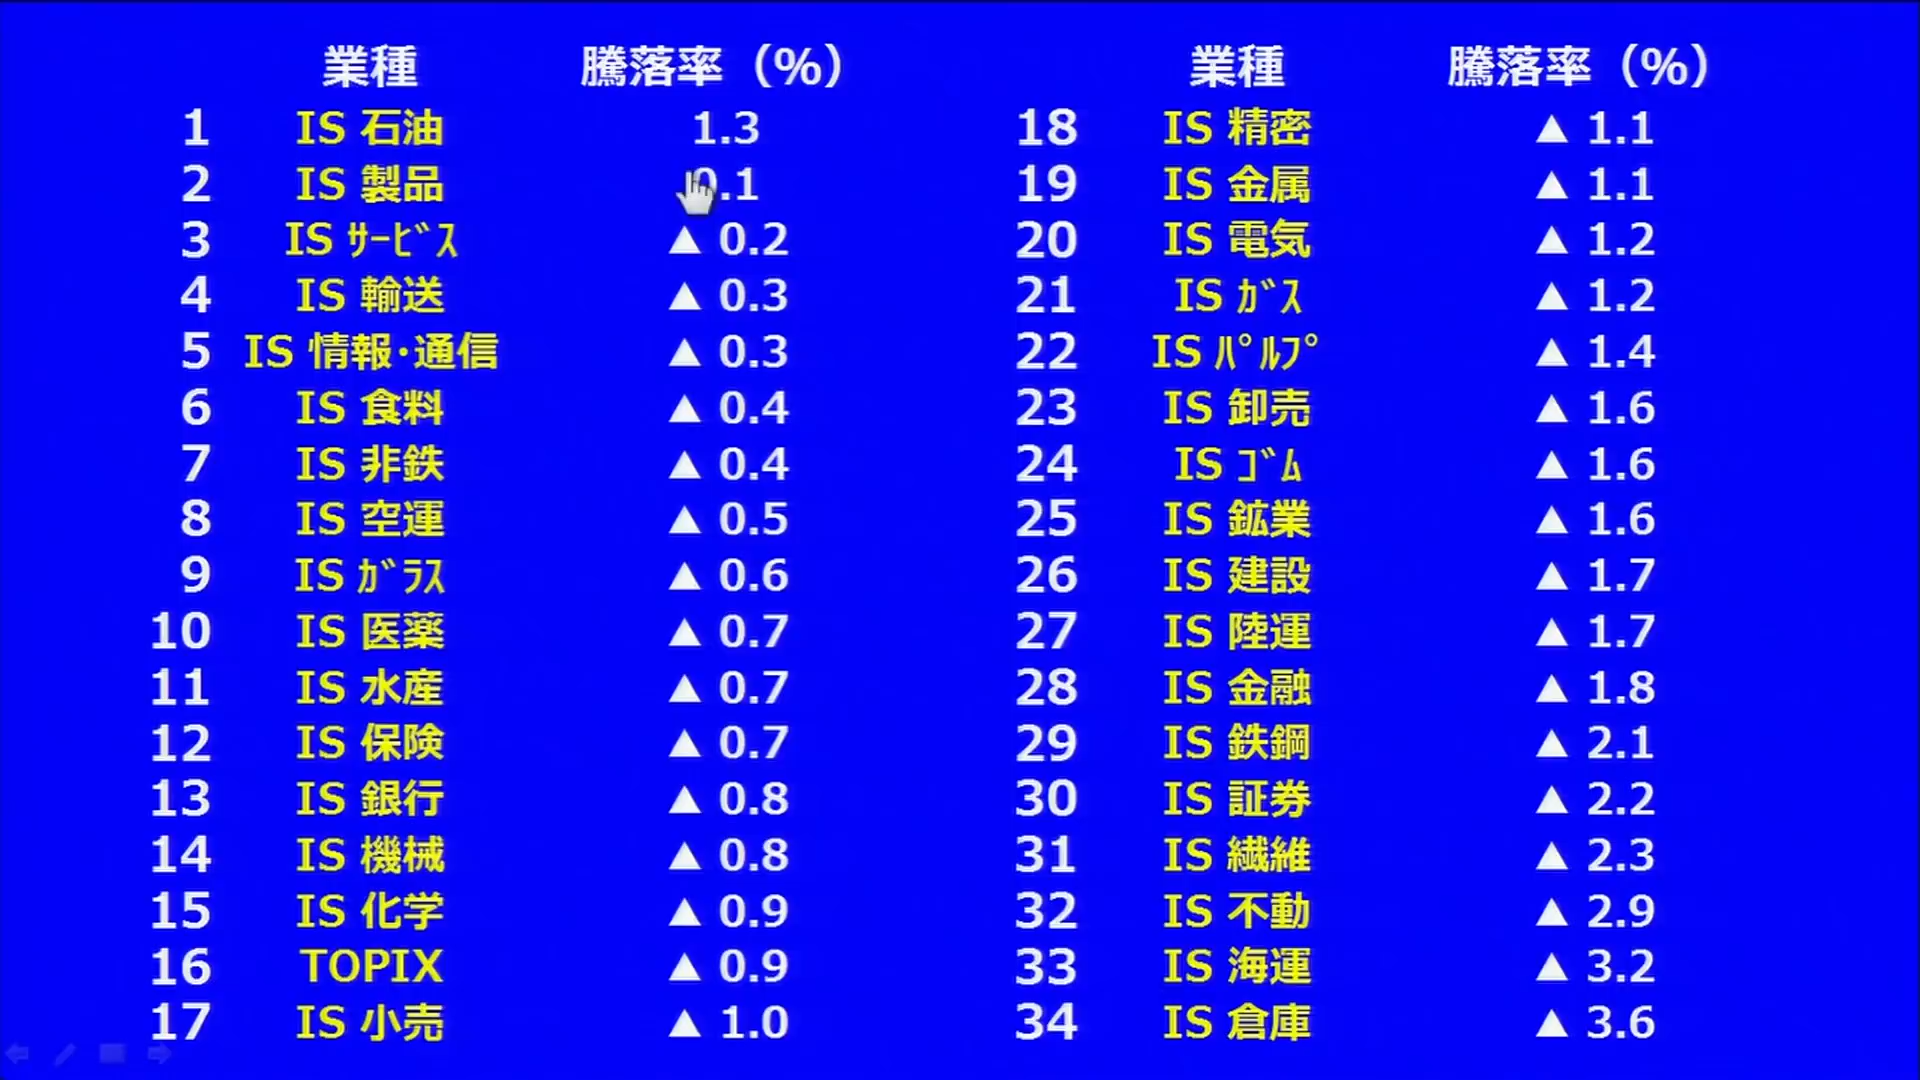 業種 騰落率（%）
1 IS 石油 1.3
2 IS 製品 0.1
3 IS ｻｰﾋﾞｽ ▲ 0.2
4 IS 輸送 ▲ 0.3
5 IS 情報･通信 ▲ 0.3
6 IS 食料 ▲ 0.4
7 IS 非鉄 ▲ 0.4
8 IS 空運 ▲ 0.5
9 IS ｶﾞﾗｽ ▲ 0.6
10 IS 医薬 ▲ 0.7
11 IS 水産 ▲ 0.7
12 IS 保険 ▲ 0.7
13 IS 銀行 ▲ 0.8
14 IS 機械 ▲ 0.8
15 IS 化学 ▲ 0.9
16 TOPIX ▲ 0.9
17 IS 小売 ▲ 1.0
業種 騰落率（%）
18 IS 精密 ▲ 1.1
19 IS 金属 ▲ 1.1
20 IS 電気 ▲ 1.2
21 IS ｶﾞｽ ▲ 1.2
22 IS ﾊﾟﾙﾌﾟ ▲ 1.4
23 IS 卸売 ▲ 1.6
24 IS ｺﾞﾑ ▲ 1.6
25 IS 鉱業 ▲ 1.6
26 IS 建設 ▲ 1.7
27 IS 陸運 ▲ 1.7
28 IS 金融 ▲ 1.8
29 IS 鉄鋼 ▲ 2.1
30 IS 証券 ▲ 2.2
31 IS 繊維 ▲ 2.3
32 IS 不動 ▲ 2.9
33 IS 海運 ▲ 3.2
34 IS 倉庫 ▲ 3.6